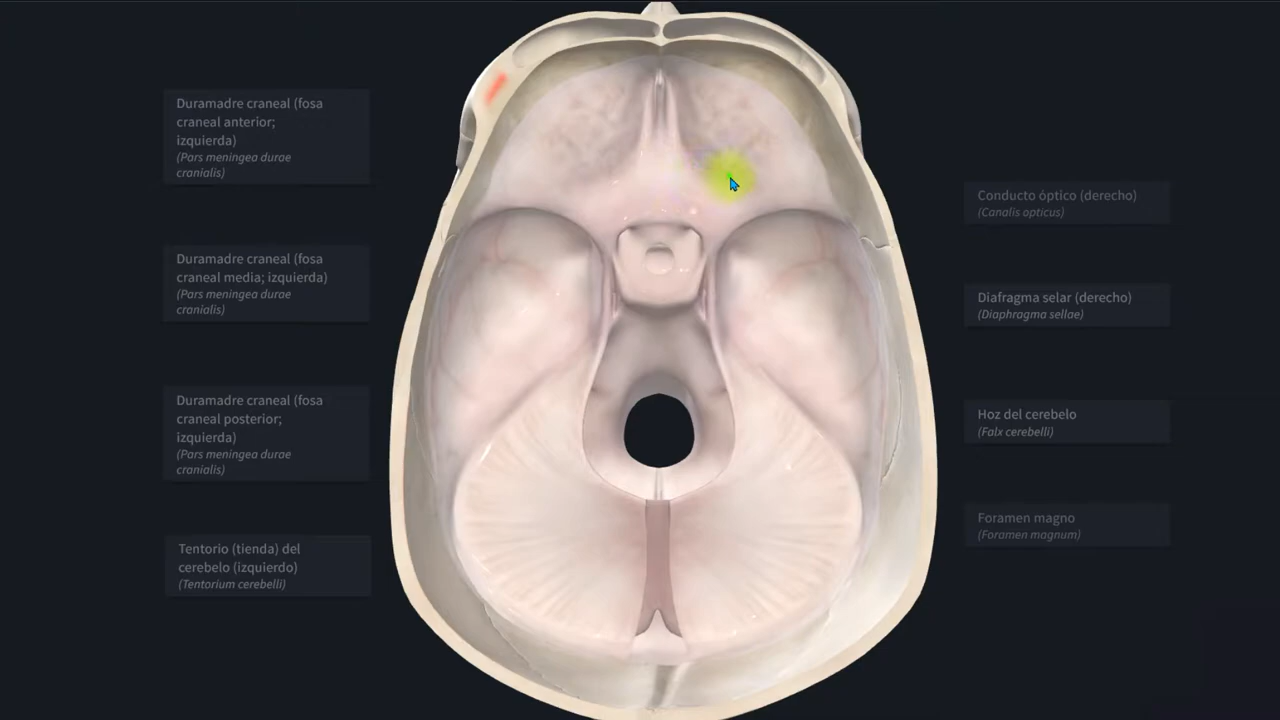 Duramadre craneal (fosa
craneal anterior;
izquierda)
(Pars meningea durae
cranialis)
Duramadre craneal (fosa
craneal media; izquierda)
(Pars meningea durae
cranialis)
Duramadre craneal (fosa
craneal posterior;
izquierda)
(Pars meningea durae
cranialis)
Tentorio (tienda) del
cerebelo (izquierdo)
(Tentorium cerebelli)
Conducto óptico (derecho)
(Canalis opticus)
Diafragma selar (derecho)
(Diaphragma sellae)
Hoz del cerebelo
(Falx cerebelli)
Foramen magno
(Foramen magnum)